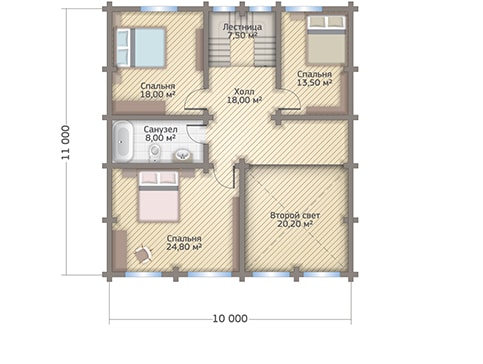 Лестница
7,50 м²
Спальня
18,00 м²
Спальня
13,50 м²
Холл
18,00 м²
Санузел
8,00 м²
11 000
Второй свет
20,20 м²
Спальня
24,80 м²
10 000